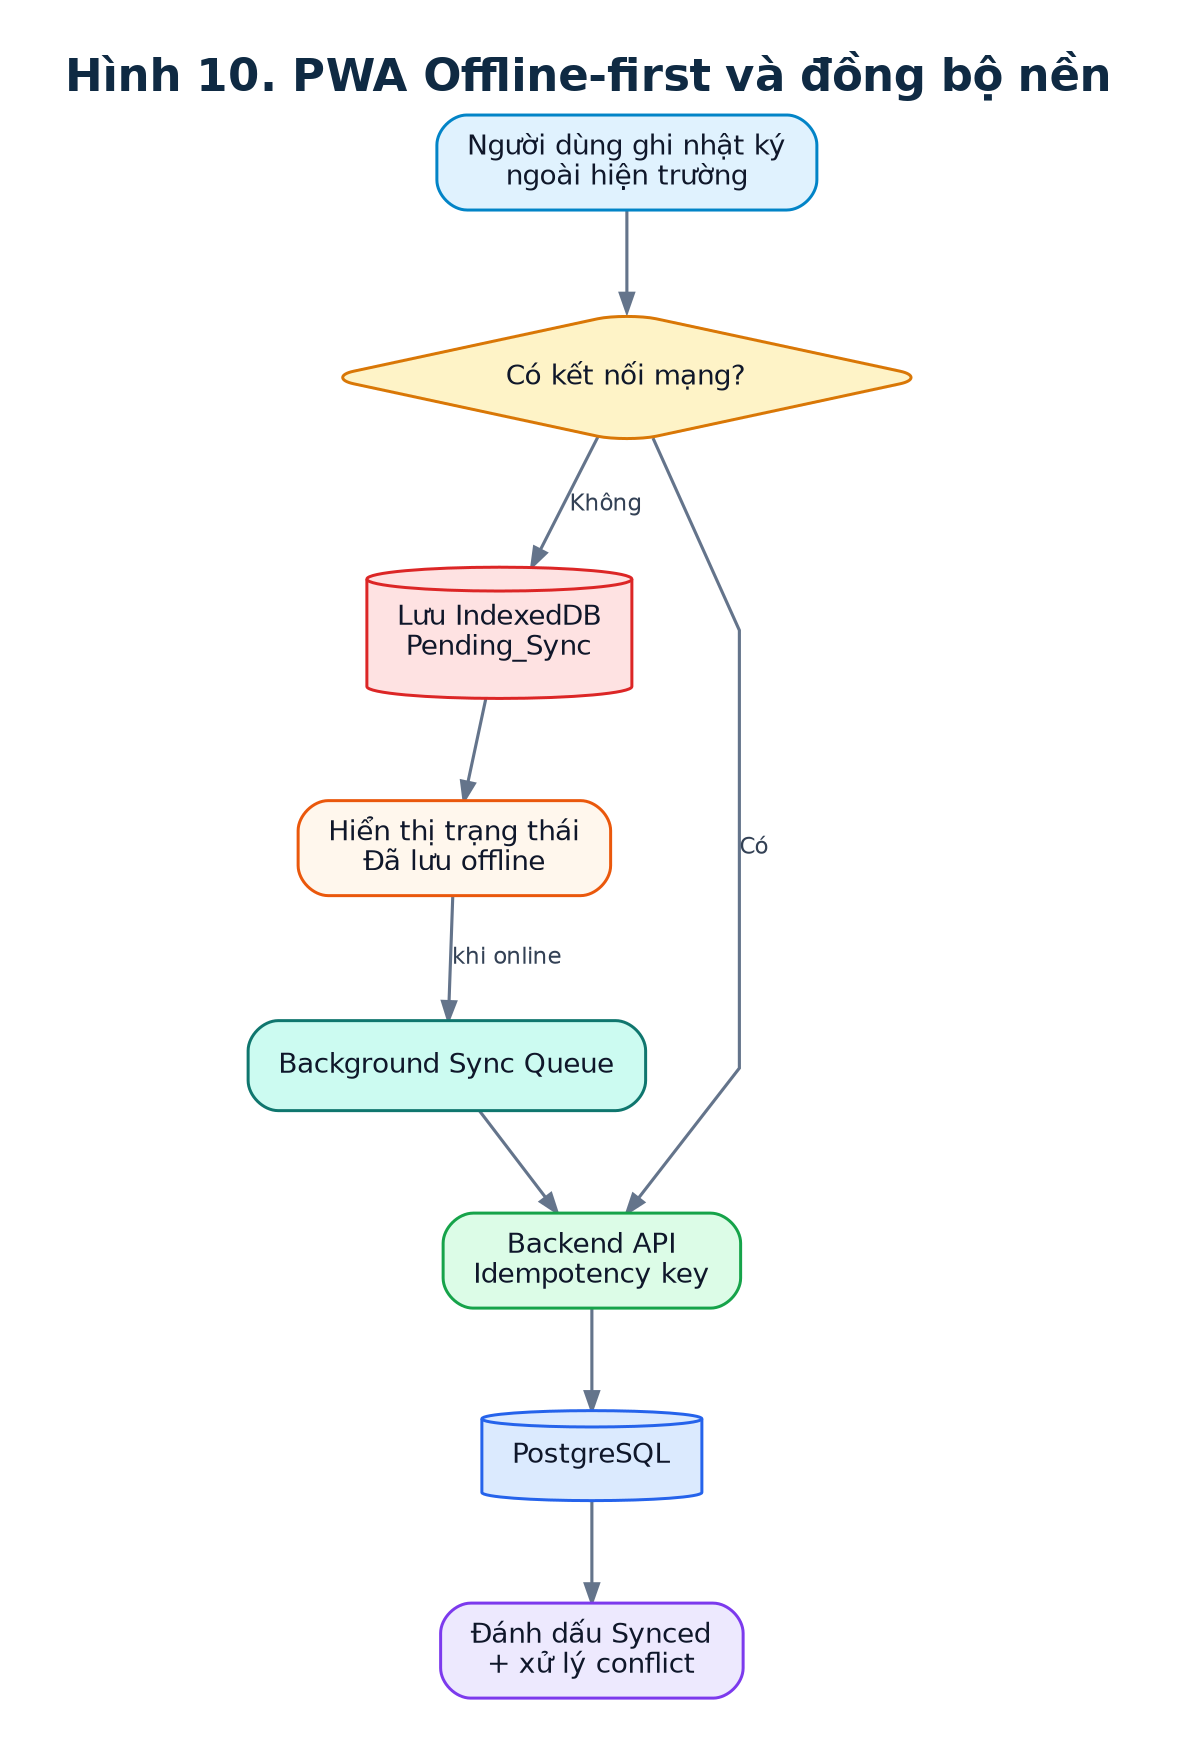 Hình 10. PWA Offline-first và đồng bộ nền
Người dùng ghi nhật ký
ngoài hiện trường
Có kết nối mạng?
Không
Lưu IndexedDB
Pending_Sync
Hiển thị trạng thái
Đã lưu offline
Có
khi online
Background Sync Queue
Backend API
Idempotency key
PostgreSQL
Đánh dấu Synced
+ xử lý conflict